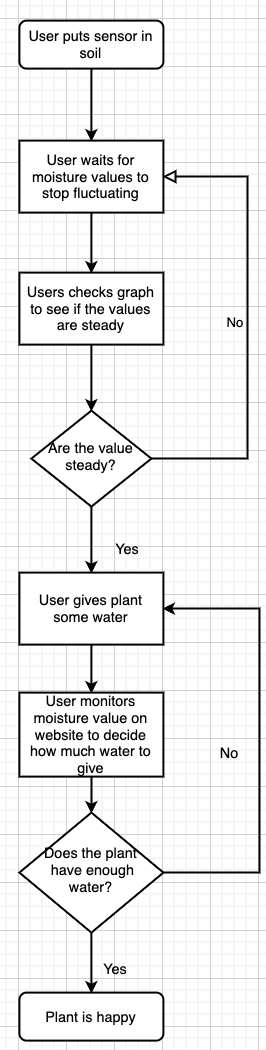 User puts sensor in
soil
User waits for
moisture values to
stop fluctuating
Users checks graph
to see if the values
are steady
No
Are the value
steady?
Yes
User gives plant
some water
User monitors
moisture value on
website to decide
how much water to
give
No
Does the plant
have enough
water?
Yes
Plant is happy